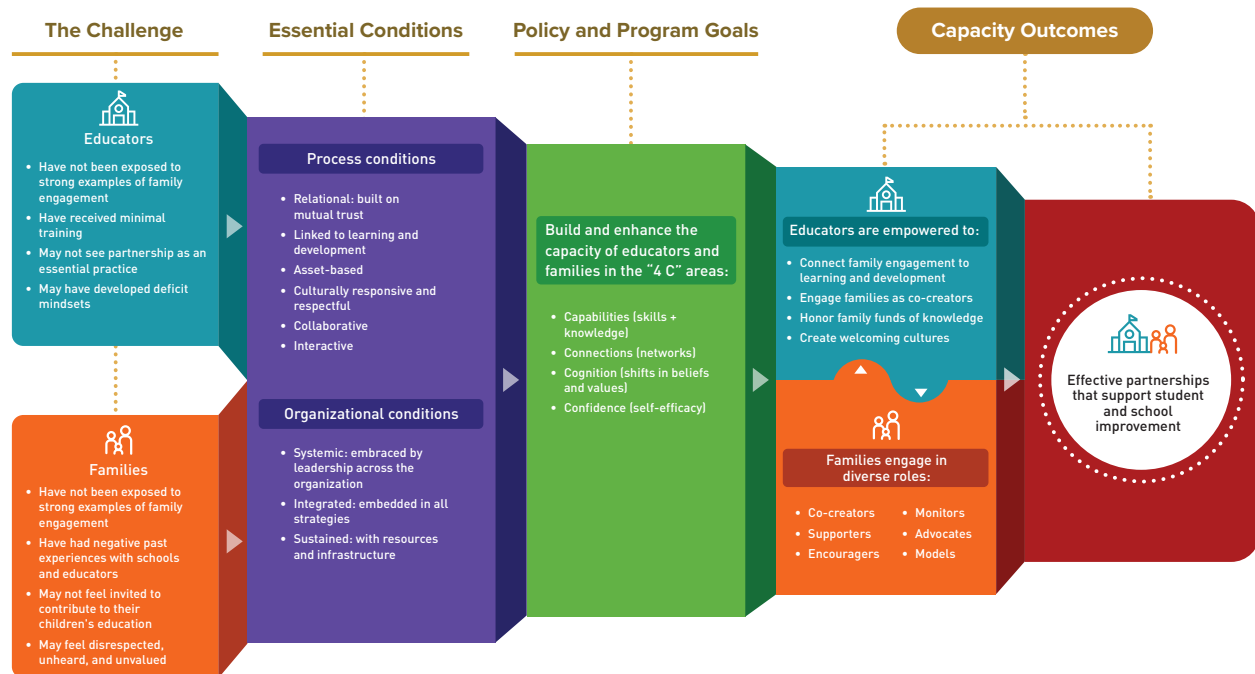 The Challenge
Educators
• Have not been exposed to
strong examples of family
engagement
• Have received minimal
training
• May not see partnership as an
essential practice
• May have developed deficit
mindsets
Families
• Have not been exposed to
strong examples of family
engagement
• Have had negative past
experiences with schools
and educators
• May not feel invited to
contribute to their
children's education
• May feel disrespected,
unheard, and unvalued
Essential Conditions
Process conditions
• Relational: built on
mutual trust
• Linked to learning and
development
• Asset-based
• Culturally responsive and
respectful
• Collaborative
• Interactive
Organizational conditions
• Systemic: embraced by
leadership across the
organization
• Integrated: embedded in all
strategies
• Sustained: with resources
and infrastructure
Policy and Program Goals
Build and enhance the
capacity of educators and
families in the "4 C" areas:
• Capabilities (skills +
knowledge)
• Connections (networks)
• Cognition (shifts in beliefs
and values)
• Confidence (self-efficacy)
Capacity Outcomes
Educators are empowered to:
• Connect family engagement to
learning and development
• Engage families as co-creators
• Honor family funds of knowledge
• Create welcoming cultures
Families engage in
diverse roles:
• Co-creators
• Supporters
• Encouragers
• Monitors
• Advocates
• Models
Effective partnerships
that support student
and school
improvement